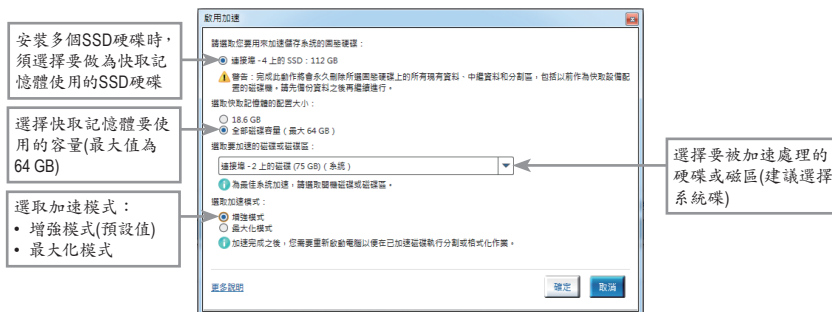 安裝多個SSD硬碟時，
須選擇要做為快取記
憶體使用的SSD硬碟
選擇快取記憶體要使
用的容量(最大值為
64 GB)
選取加速模式：
• 增強模式(預設值)
• 最大化模式
啟用加速
請選取您要用來加速儲存系統的固態硬碟：
連接埠 - 4 上的 SSD：112 GB
警告：完成此動作將會永久刪除所選固態硬碟上的所有現有資料、中繼資料和分割區，包括以前作為快取設備配
置的磁碟機。請先備份資料之後再繼續進行。
選取快取記憶體的配置大小：
18.6 GB
全部磁碟容量（最大 64 GB）
選取要加速的磁碟或磁碟區：
連接埠 - 2 上的磁碟 (75 GB)（系統）
為最佳系統加速，請選取開機磁碟或磁碟區。
選取加速模式：
增強模式
最大化模式
加速完成之後，您需要重新啟動電腦以便在已加速磁碟執行分割或格式化作業。
更多說明
確定
取消
選擇要被加速處理的
硬碟或磁區(建議選擇
系統碟)